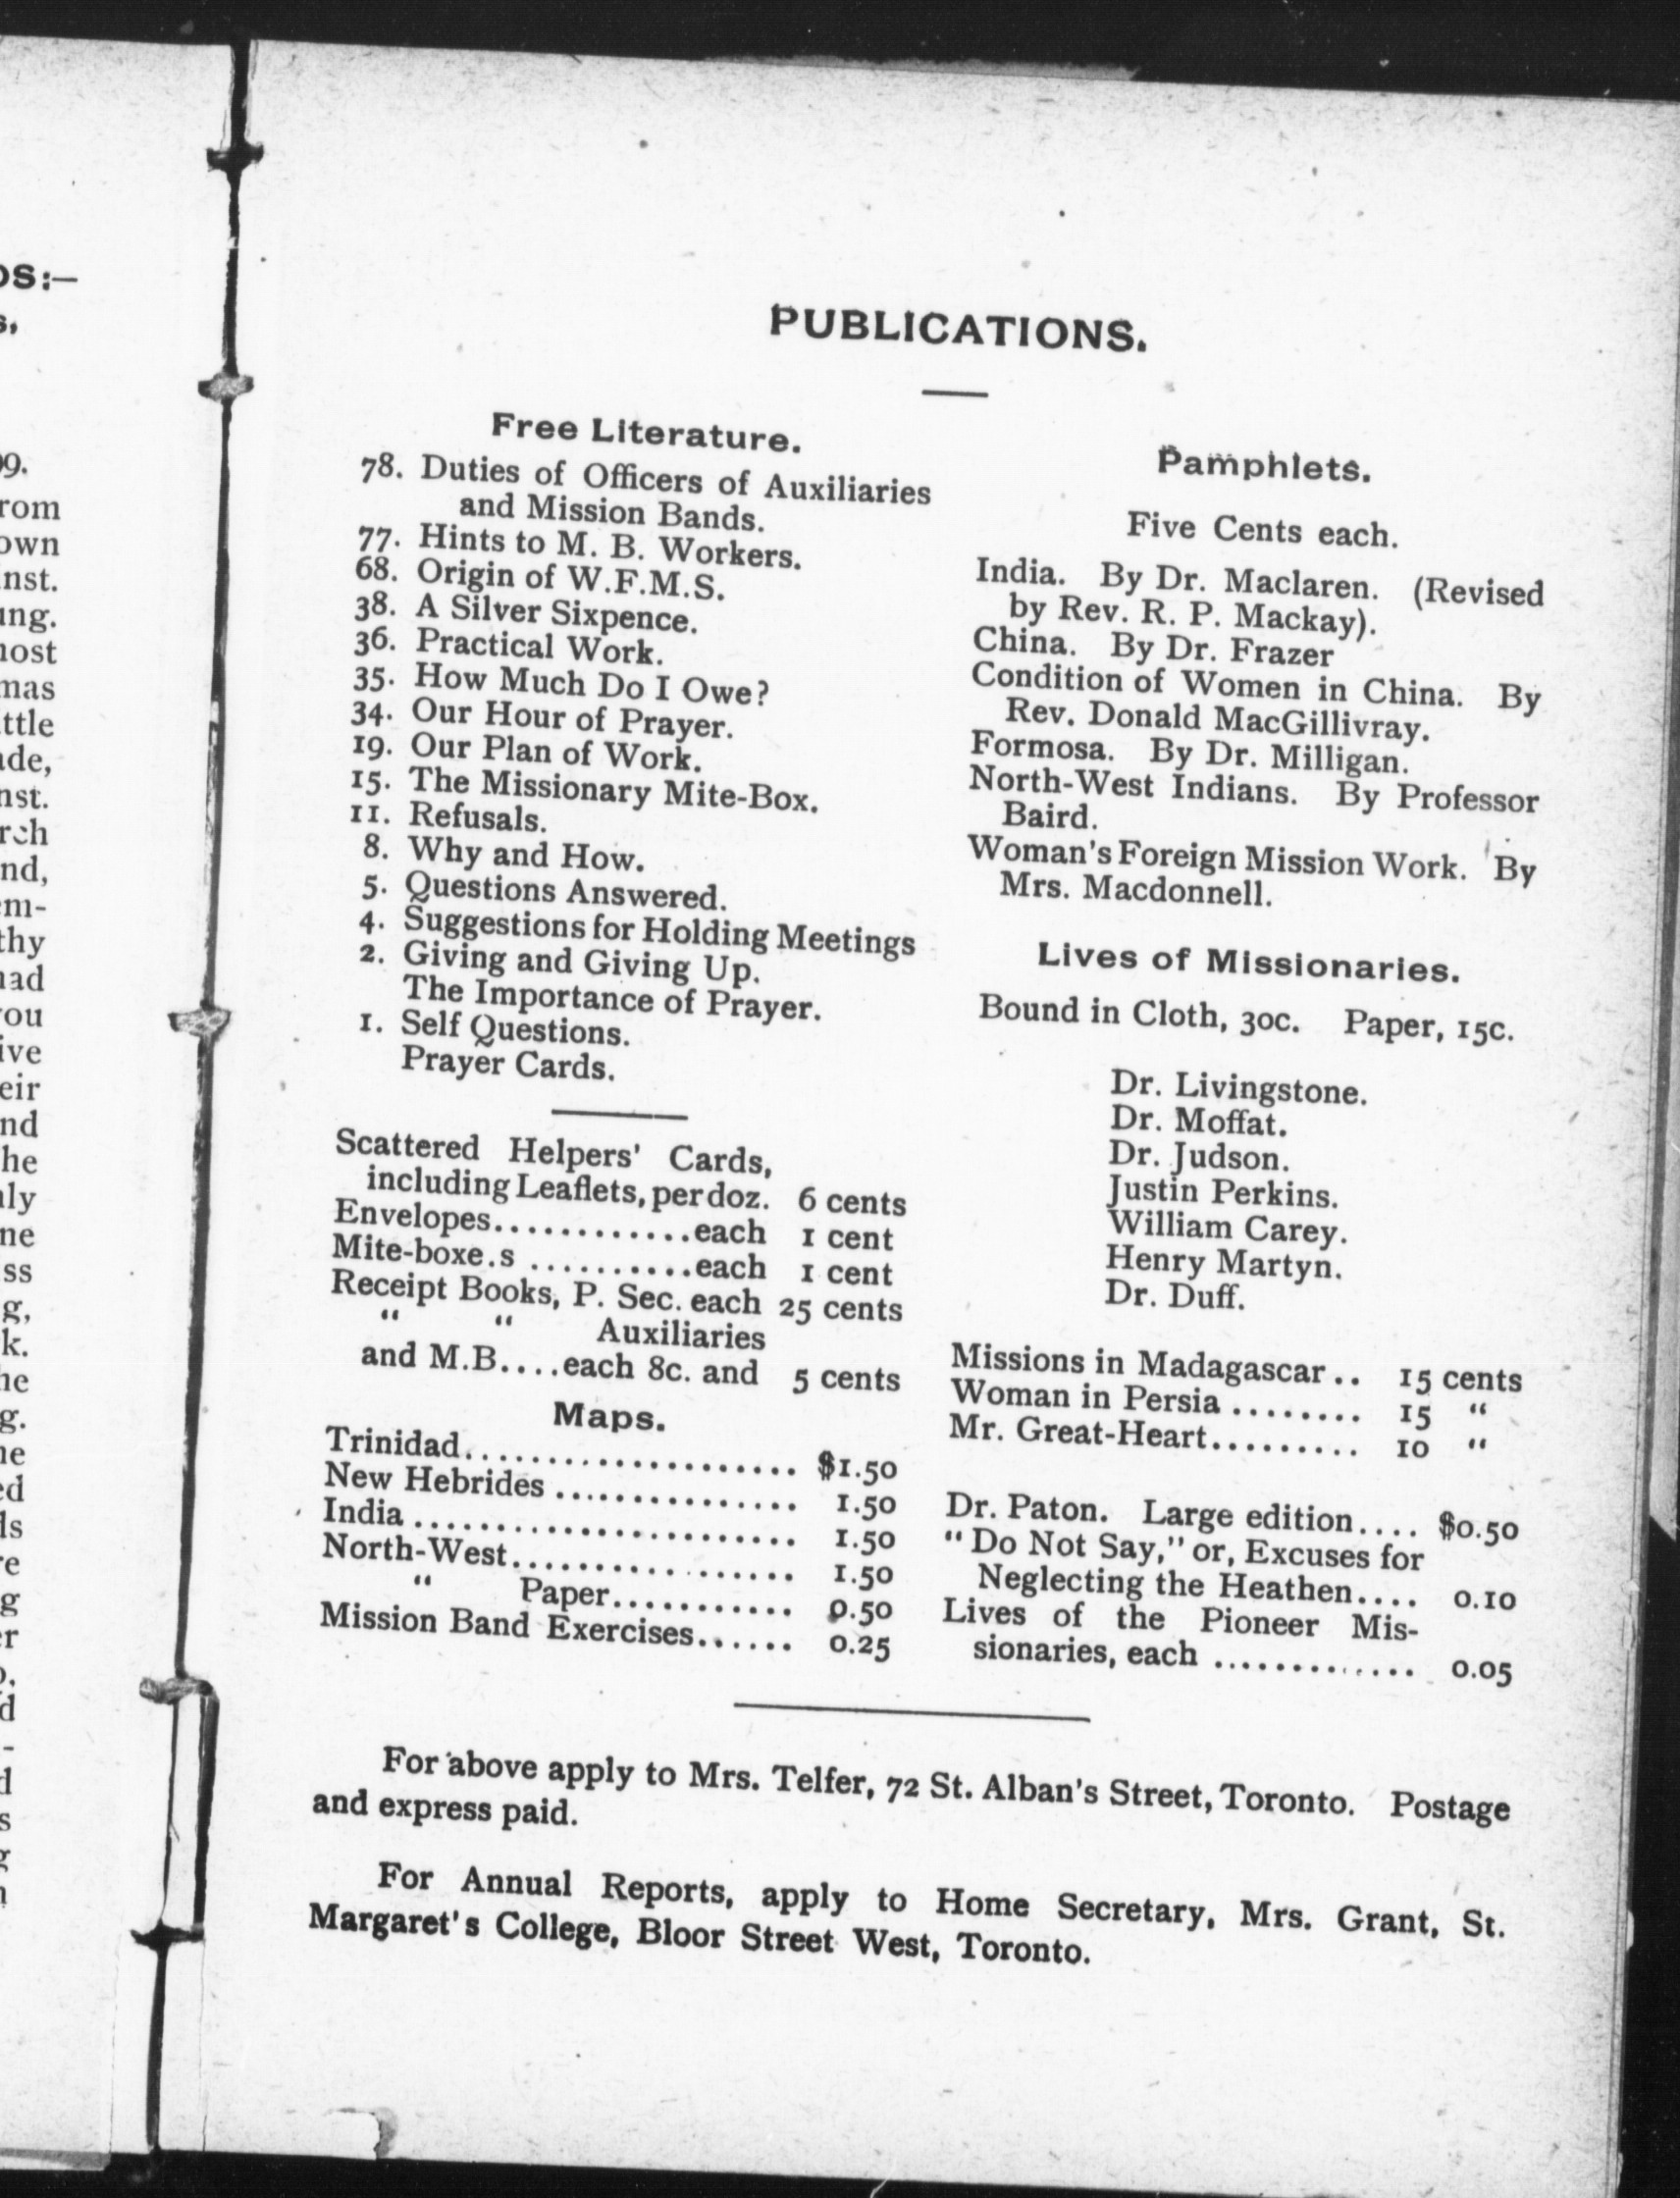 PUBLICATIONS.
Free Literature.
78. Duties of Officers of Auxiliaries
and Mission Bands.
77. Hints to M. B. Workers.
68. Origin of W.F.M.S.
38. A Silver Sixpence.
36. Practical Work.
35. How Much Do I Owe?
34. Our Hour of Prayer.
19. Our Plan of Work.
15. The Missionary Mite-Box.
11. Refusals.
8. Why and How.
5. Questions Answered.
4. Suggestions for Holding Meetings
2. Giving and Giving Up.
The Importance of Prayer.
1. Self Questions.
Prayer Cards.
Scattered Helpers' Cards,
including Leaflets, per doz. 6 cents
Envelopes............each 1 cent
Mite-boxe.s ..........each 1 cent
Receipt Books, P. Sec. each 25 cents
" " Auxiliaries
and M.B....each 8c. and 5 cents
Maps.
Trinidad..................... $1.50
New Hebrides ............... 1.50
India ........................ 1.50
North-West.................. 1.50
" Paper............ 0.50
Mission Band Exercises...... 0.25
Pamphlets.
Five Cents each.
India. By Dr. Maclaren. (Revised
by Rev. R. P. Mackay).
China. By Dr. Frazer
Condition of Women in China. By
Rev. Donald MacGillivray.
Formosa. By Dr. Milligan.
North-West Indians. By Professor
Baird.
Woman's Foreign Mission Work. By
Mrs. Macdonnell.
Lives of Missionaries.
Bound in Cloth, 30c. Paper, 15c.
Dr. Livingstone.
Dr. Moffat.
Dr. Judson.
Justin Perkins.
William Carey.
Henry Martyn.
Dr. Duff.
Missions in Madagascar.. 15 cents
Woman in Persia ........ 15 "
Mr. Great-Heart......... 10 "
Dr. Paton. Large edition.... $0.50
"Do Not Say," or, Excuses for
Neglecting the Heathen.... 0.10
Lives of the Pioneer Mis-
sionaries, each ............. 0.05
For above apply to Mrs. Telfer, 72 St. Alban's Street, Toronto. Postage
and express paid.
For Annual Reports, apply to Home Secretary, Mrs. Grant, St.
Margaret's College, Bloor Street West, Toronto.